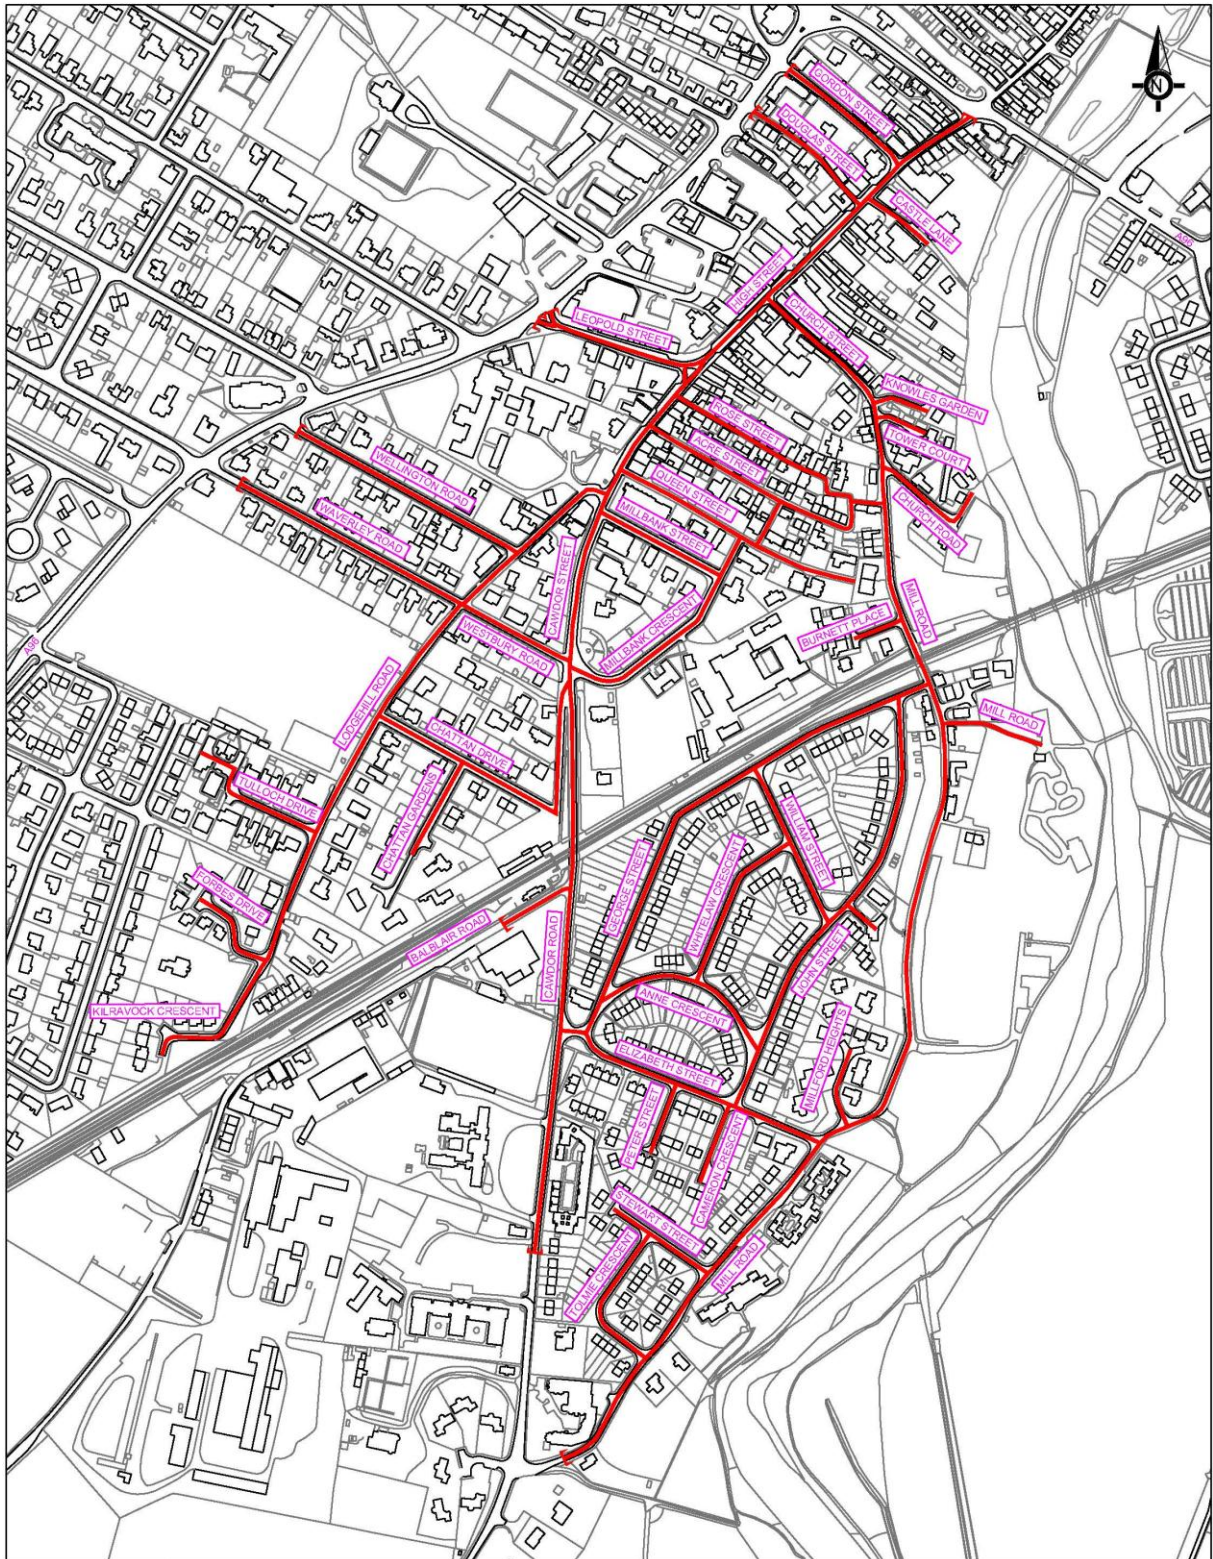 N
GORDON STREET
DOUGLAS STREET
CASTLE LANE
A96
HIGH STREET
CHURCH STREET
LEOPOLD STREET
KNOWLES GARDEN
ROSE STREET
TOWER COURT
ACRE STREET
WELLINGTON ROAD
QUEEN STREET
CHURCH ROAD
WAVERLEY ROAD
MILLBANK STREET
CAWDOR STREET
MILL ROAD
BURNETT PLACE
MILLBANK CRESCENT
WESTBURY ROAD
A96
LODGEHILL ROAD
MILL ROAD
CHATTAN DRIVE
TULLOCH DRIVE
CHATTAN GARDENS
WILLIAM STREET
GEORGE STREET
WHITELAW CRESCENT
FORBES DRIVE
BALBLAIR ROAD
CAWDOR ROAD
JOHN STREET
KILRAVOCK CRESCENT
ANNE CRESCENT
MILLFORD HEIGHTS
ELIZABETH STREET
PETER STREET
CAMERON CRESCENT
STEWART STREET
TOLMIE CRESCENT
MILL ROAD